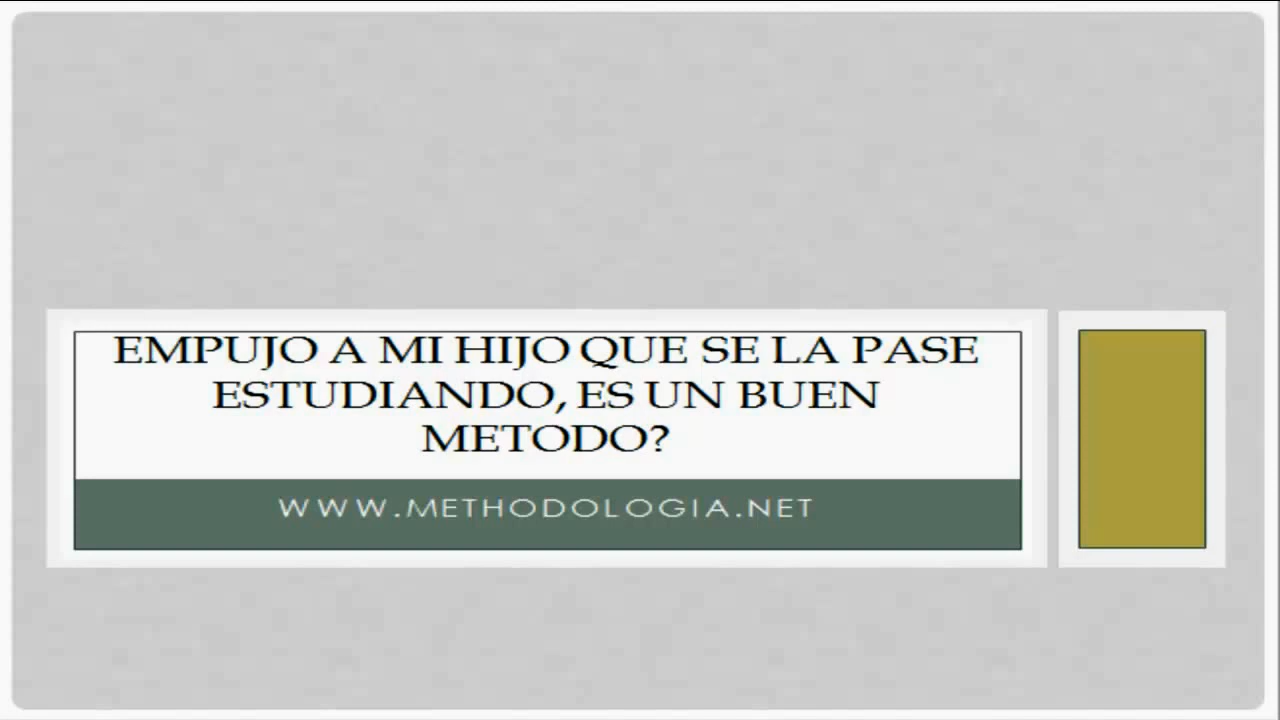 EMPUJO A MI HIJO QUE SE LA PASE
ESTUDIANDO, ES UN BUEN
METODO?
WWW.METHODOLOGIA.NET